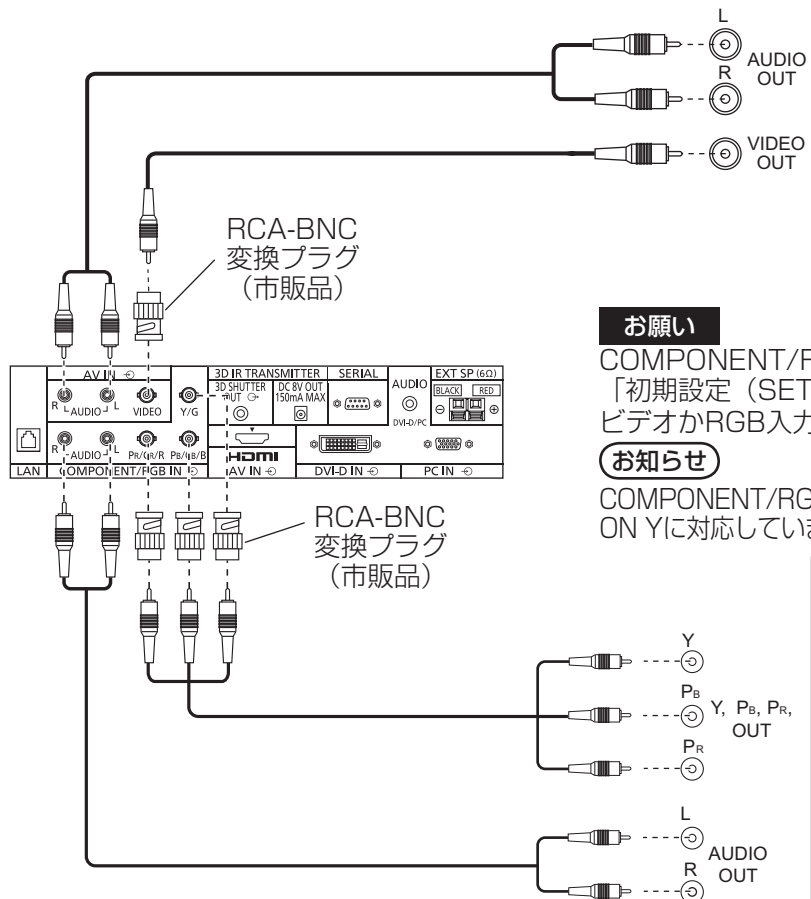 L
AUDIO
OUT
R
VIDEO
OUT
RCA-BNC
変換プラグ
（市販品）
お願い
COMPONENT/R
「初期設定（SET
ビデオかRGB入力
お知らせ
COMPONENT/RG
ON Yに対応していま
AV IN
R AUDIO L
VIDEO
Y/G
3D IR TRANSMITTER
3D SHUTTER
OUT
DC 8V OUT
150mA MAX
SERIAL
AUDIO
DVI-D/PC
EXT SP (6Ω)
BLACK RED
R AUDIO L
PR/CR/R PB/CB/B
LAN
COMPONENT/RGB IN
HDMI
AV IN
DVI-D IN
PC IN
RCA-BNC
変換プラグ
（市販品）
Y
PB
Y, PB, PR,
OUT
PR
L
AUDIO
OUT
R